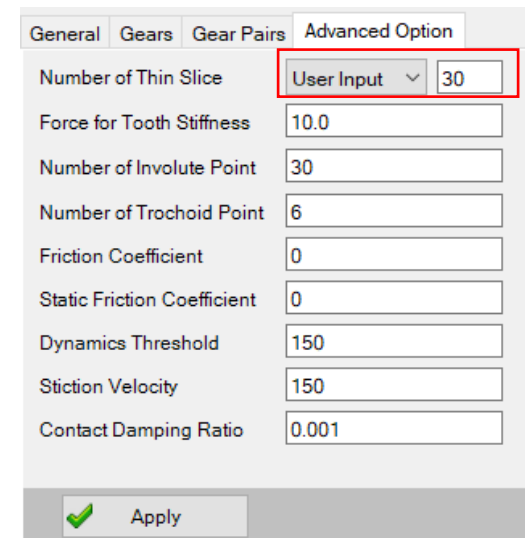 General Gears Gear Pairs Advanced Option
Number of Thin Slice User Input 30
Force for Tooth Stiffness 10.0
Number of Involute Point 30
Number of Trochoid Point 6
Friction Coefficient 0
Static Friction Coefficient 0
Dynamics Threshold 150
Stiction Velocity 150
Contact Damping Ratio 0.001
Apply